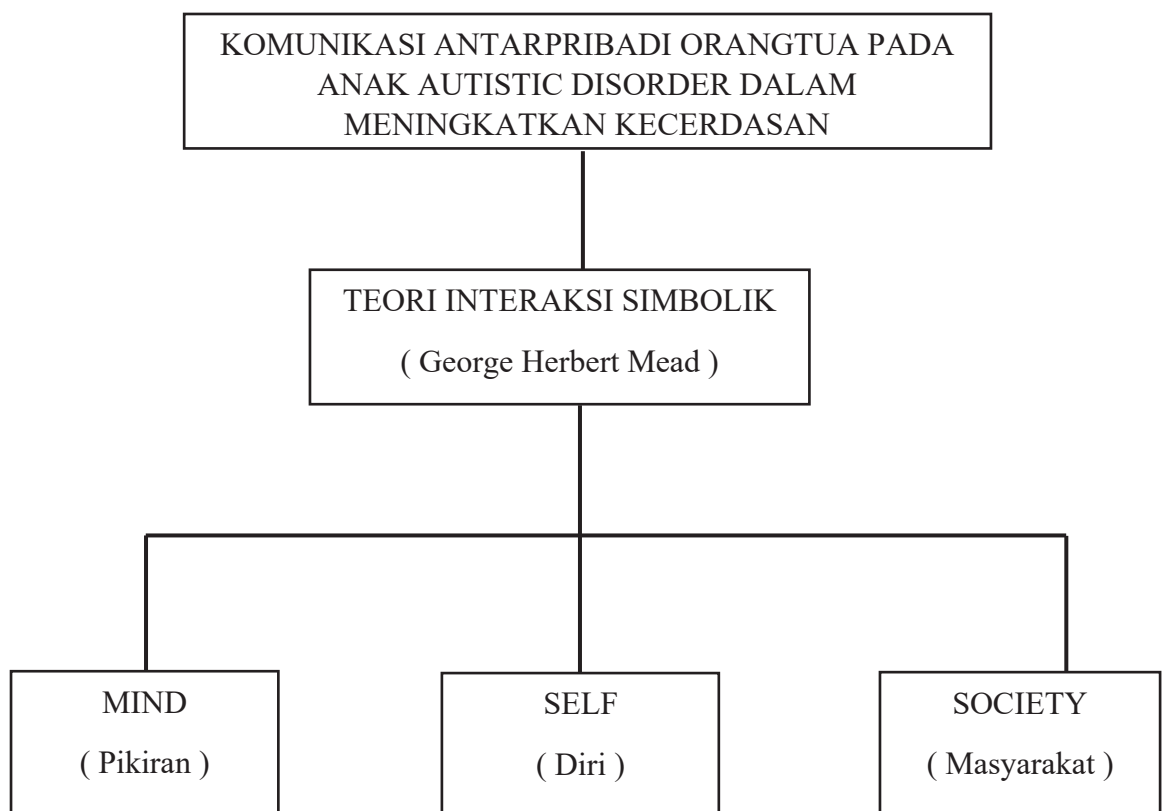 KOMUNIKASI ANTARPRIBADI ORANGTUA PADA
ANAK AUTISTIC DISORDER DALAM
MENINGKATKAN KECERDASAN
TEORI INTERAKSI SIMBOLIK
( George Herbert Mead )
MIND
( Pikiran )
SELF
( Diri )
SOCIETY
( Masyarakat )